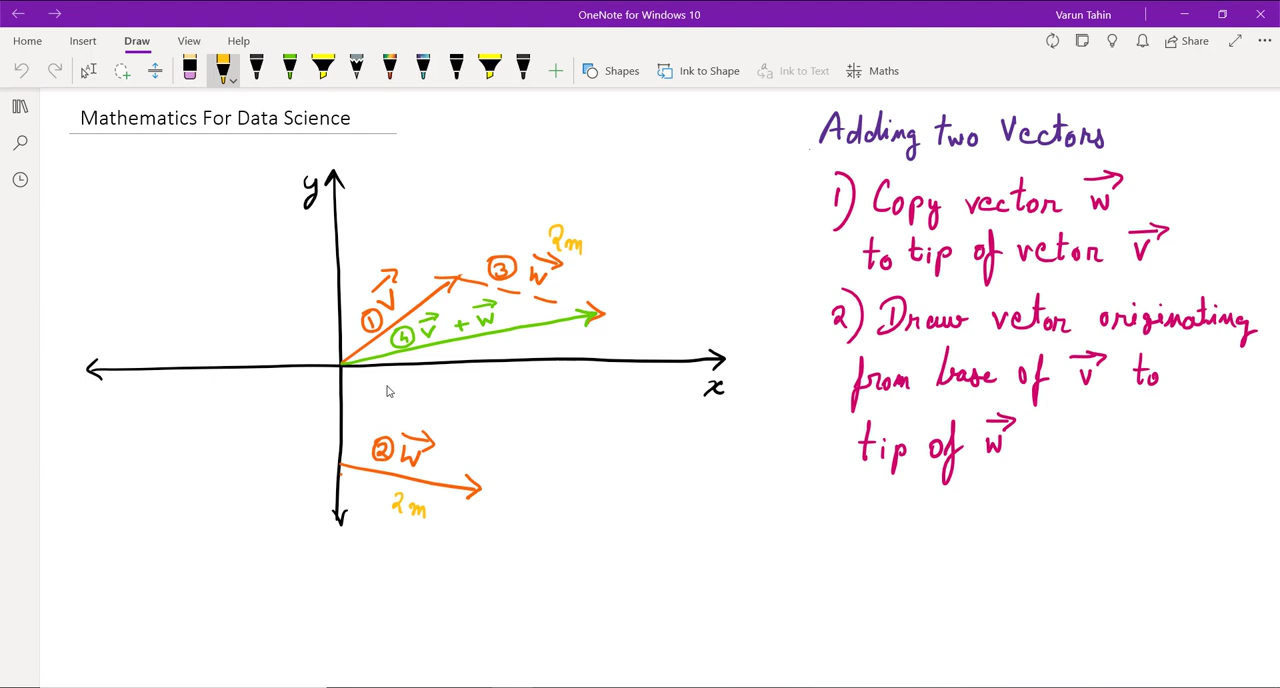 OneNote for Windows 10
Varun Tahin
Home Insert Draw View Help
Share
Shapes Ink to Shape Ink to Text Maths
Mathematics For Data Science
Adding two Vectors
1) Copy vector w
to tip of vetor v
2) Draw vetor originating
from base of v to
tip of w
y
2m
3 w
1 v
4 v + w
x
2 w
2m